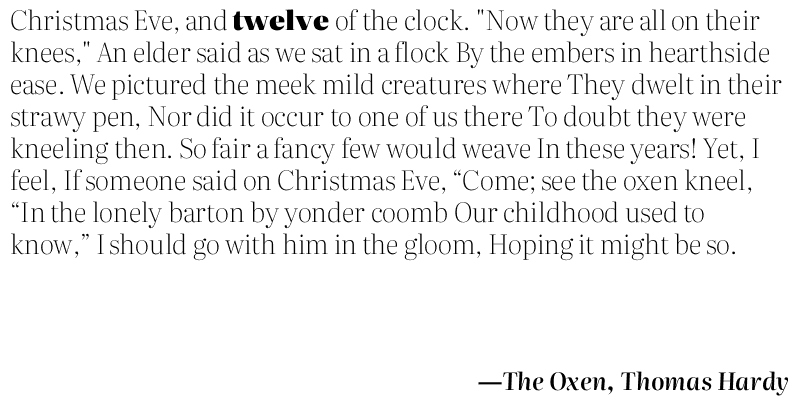 Christmas Eve, and twelve of the clock. "Now they are all on their
knees," An elder said as we sat in a flock By the embers in hearthside
ease. We pictured the meek mild creatures where They dwelt in their
strawy pen, Nor did it occur to one of us there To doubt they were
kneeling then. So fair a fancy few would weave In these years! Yet, I
feel, If someone said on Christmas Eve, “Come; see the oxen kneel,
“In the lonely barton by yonder coomb Our childhood used to
know,” I should go with him in the gloom, Hoping it might be so.
—The Oxen, Thomas Hardy